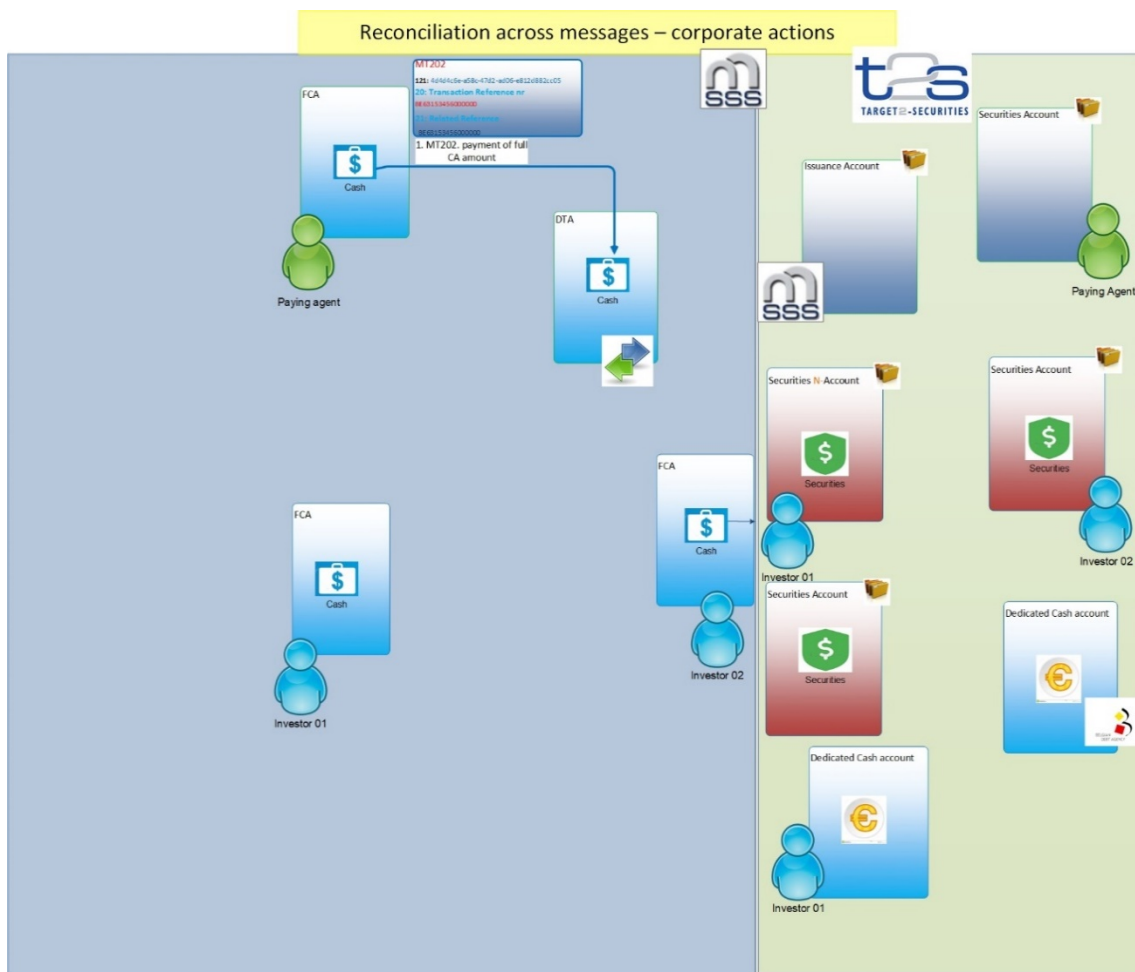 Reconciliation across messages – corporate actions
MT202
121:
20: Transaction Reference nr
BE63153456000000
21: Related Reference
BE63153456000000
1. MT202. payment of full
CA amount
FCA
Cash
Paying agent
DTA
Cash
FCA
Cash
Investor 01
FCA
Cash
Investor 02
SSS
t2s
TARGET2-SECURITIES
Securities Account
Paying Agent
Issuance Account
SSS
Securities N-Account
Securities
Investor 01
Securities Account
Securities
Investor 02
Securities Account
Securities
Dedicated Cash account
Dedicated Cash account
Investor 01